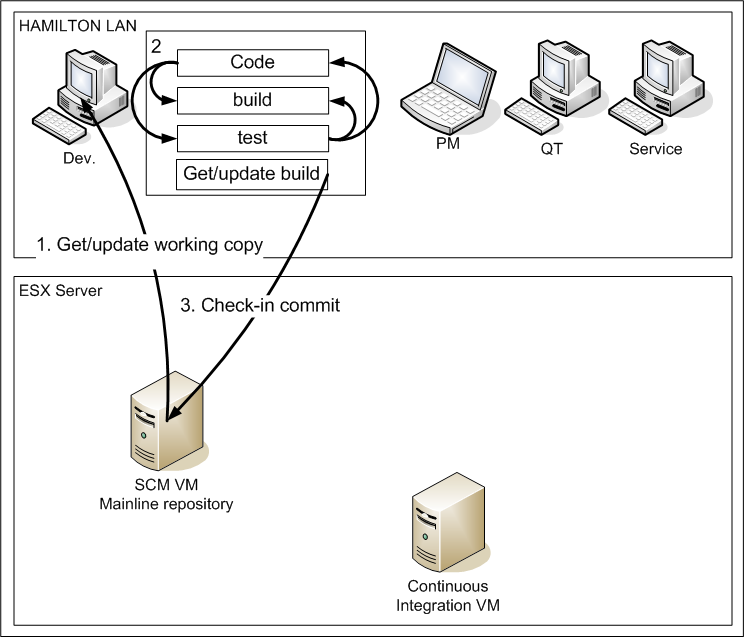 HAMILTON LAN
2
Code
build
test
Get/update build
Dev.
PM
QT
Service
1. Get/update working copy
ESX Server
3. Check-in commit
SCM VM
Mainline repository
Continuous
Integration VM